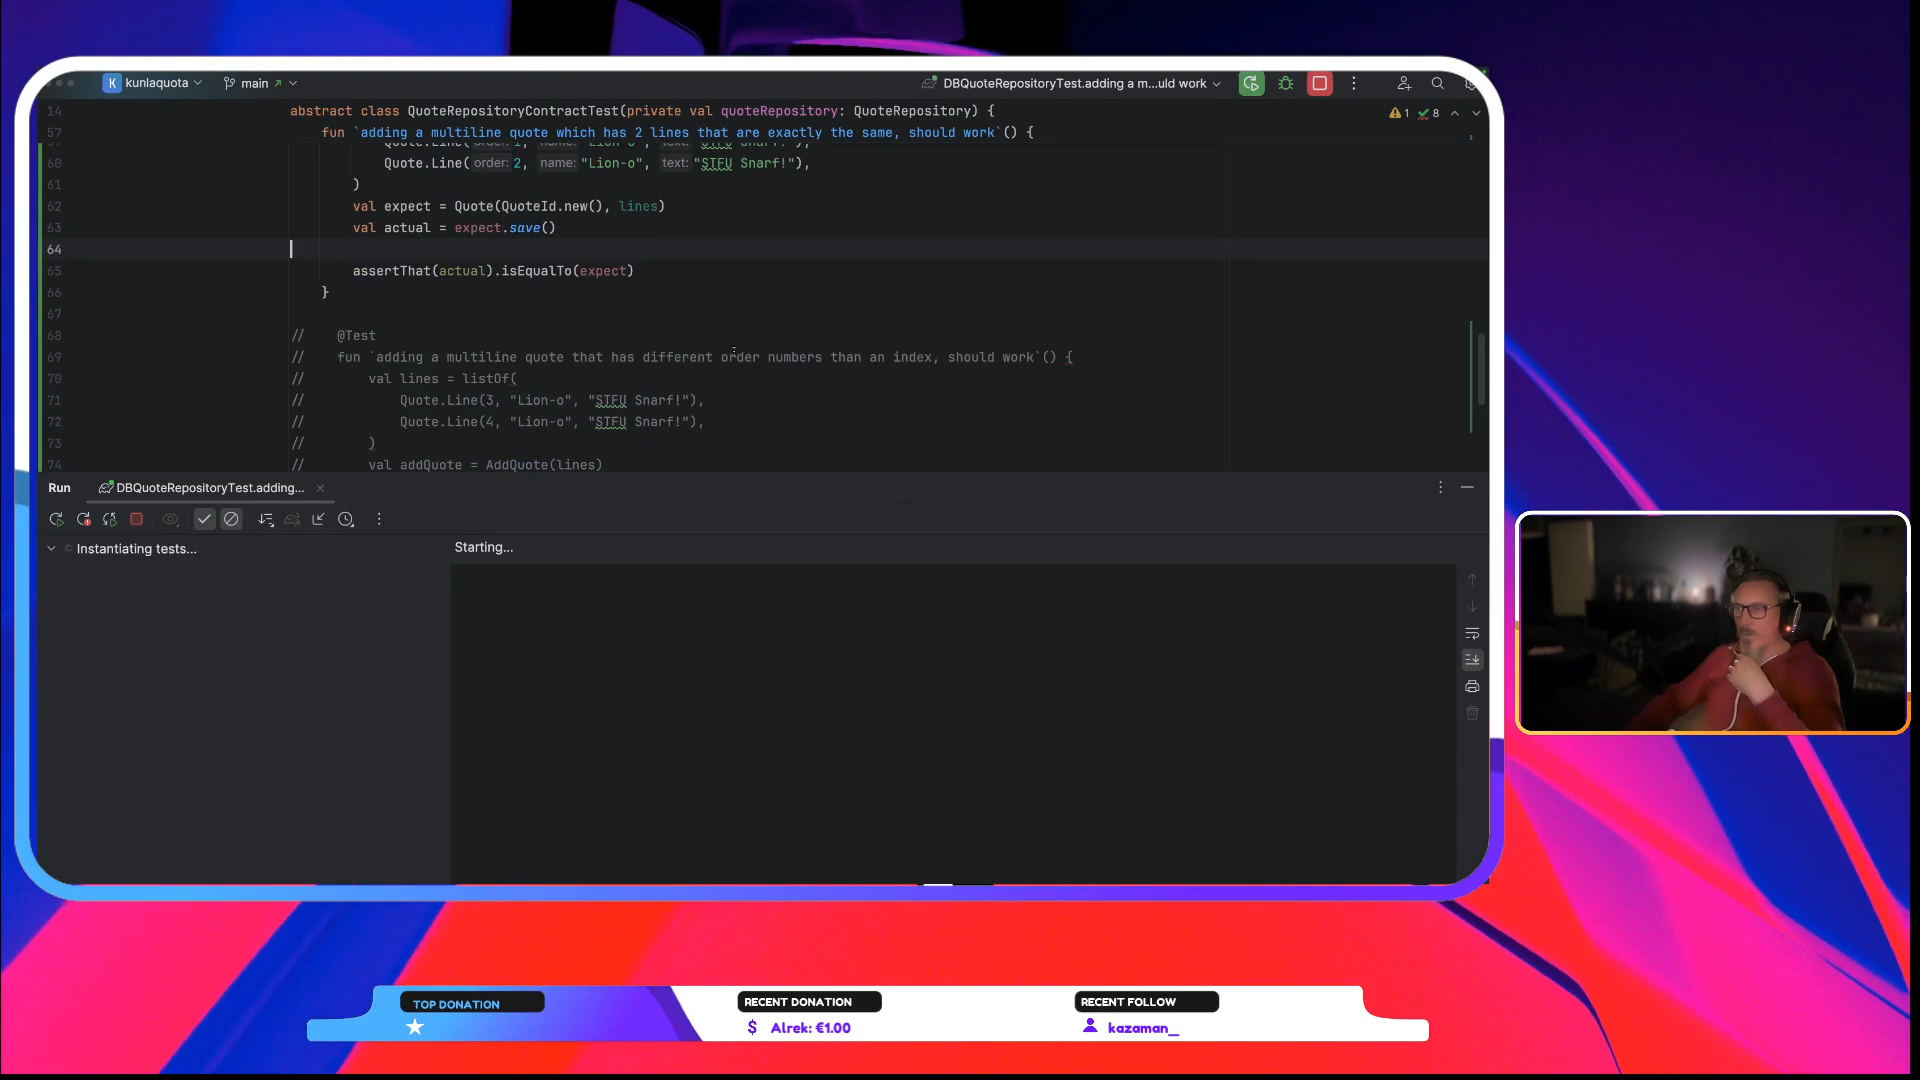 K kunlaquota main DBQuoteRepositoryTest.adding a m...uld work
14 abstract class QuoteRepositoryContractTest(private val quoteRepository: QuoteRepository) { 1 8
57 fun `adding a multiline quote which has 2 lines that are exactly the same, should work`() {
60 Quote.Line( order: 2, name: "Lion-o", text: "STFU Snarf!"),
61 )
62 val expect = Quote(QuoteId.new(), lines)
63 val actual = expect.save()
64
65 assertThat(actual).isEqualTo(expect)
66 }
67
68 // @Test
69 // fun `adding a multiline quote that has different order numbers than an index, should work`() {
70 // val lines = listOf(
71 // Quote.Line(3, "Lion-o", "STFU Snarf!"),
72 // Quote.Line(4, "Lion-o", "STFU Snarf!"),
73 // )
74 // val addQuote = AddQuote(lines)
Run DBQuoteRepositoryTest.adding...
Instantiating tests... Starting...
TOP DONATION RECENT DONATION RECENT FOLLOW
$ Alrek: €1.00 kazaman_